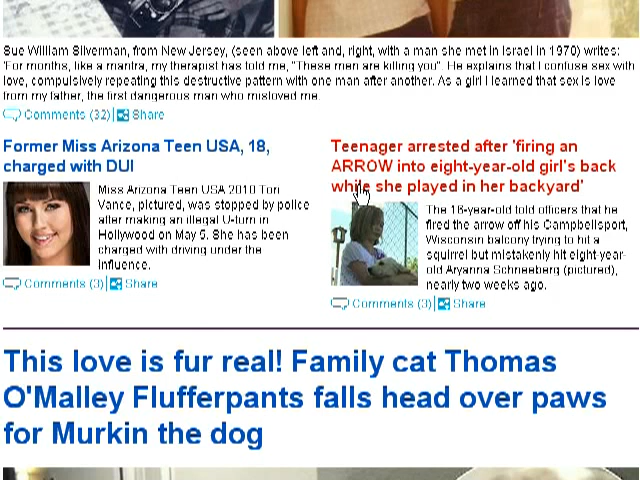 Sue William Silverman, from New Jersey, (seen above left and, right, with a man she met in Israel in 1970) writes:
'For months, like a mantra, my therapist has told me, "These men are killing you". He explains that I confuse sex with
love, compulsively repeating this destructive pattern with one man after another. As a girl I learned that sex is love
from my father, the first dangerous man who misloved me.
Comments (32) Share
Former Miss Arizona Teen USA, 18,
charged with DUI
Miss Arizona Teen USA 2010 Tori
Vance, pictured, was stopped by police
after making an illegal U-turn in
Hollywood on May 5. She has been
charged with driving under the
influence.
Comments (3) Share
Teenager arrested after 'firing an
ARROW into eight-year-old girl's back
while she played in her backyard'
The 16-year-old told officers that he
fired the arrow off his Campbellsport,
Wisconsin balcony trying to hit a
squirrel but mistakenly hit eight-year-
old Aryanna Schneeberg (pictured),
nearly two weeks ago.
Comments (3) Share
This love is fur real! Family cat Thomas
O'Malley Flufferpants falls head over paws
for Murkin the dog